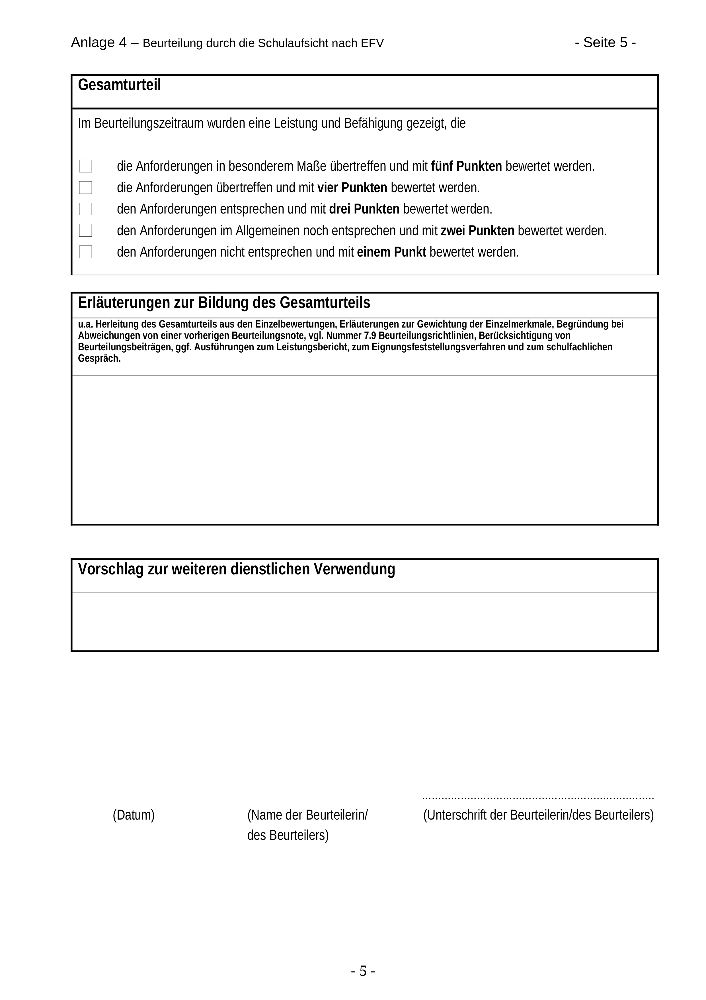 Anlage 4 – Beurteilung durch die Schulaufsicht nach EFV - Seite 5 -
Gesamturteil
Im Beurteilungszeitraum wurden eine Leistung und Befähigung gezeigt, die
die Anforderungen in besonderem Maße übertreffen und mit fünf Punkten bewertet werden.
die Anforderungen übertreffen und mit vier Punkten bewertet werden.
den Anforderungen entsprechen und mit drei Punkten bewertet werden.
den Anforderungen im Allgemeinen noch entsprechen und mit zwei Punkten bewertet werden.
den Anforderungen nicht entsprechen und mit einem Punkt bewertet werden.
Erläuterungen zur Bildung des Gesamturteils
u.a. Herleitung des Gesamturteils aus den Einzelbewertungen, Erläuterungen zur Gewichtung der Einzelmerkmale, Begründung bei
Abweichungen von einer vorherigen Beurteilungsnote, vgl. Nummer 7.9 Beurteilungsrichtlinien, Berücksichtigung von
Beurteilungsbeiträgen, ggf. Ausführungen zum Leistungsbericht, zum Eignungsfeststellungsverfahren und zum schulfachlichen
Gespräch.
Vorschlag zur weiteren dienstlichen Verwendung
........................................................................
(Datum) (Name der Beurteilerin/ (Unterschrift der Beurteilerin/des Beurteilers)
des Beurteilers)
- 5 -